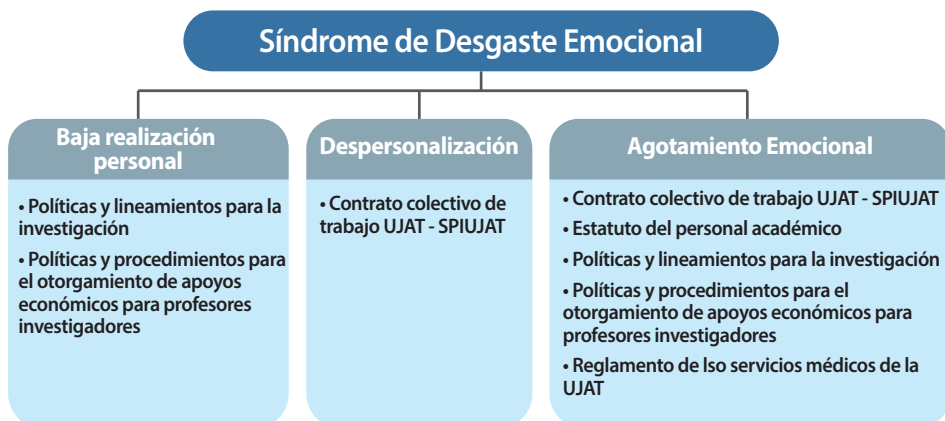 Síndrome de Desgaste Emocional
Baja realización
personal
• Políticas y lineamientos para la
investigación
• Políticas y procedimientos para
el otorgamiento de apoyos
económicos para profesores
investigadores
Despersonalización
• Contrato colectivo de
trabajo UJAT - SPIUJAT
Agotamiento Emocional
• Contrato colectivo de trabajo UJAT - SPIUJAT
• Estatuto del personal académico
• Políticas y lineamientos para la investigación
• Políticas y procedimientos para el
otorgamiento de apoyos económicos para
profesores investigadores
• Reglamento de lso servicios médicos de la
UJAT